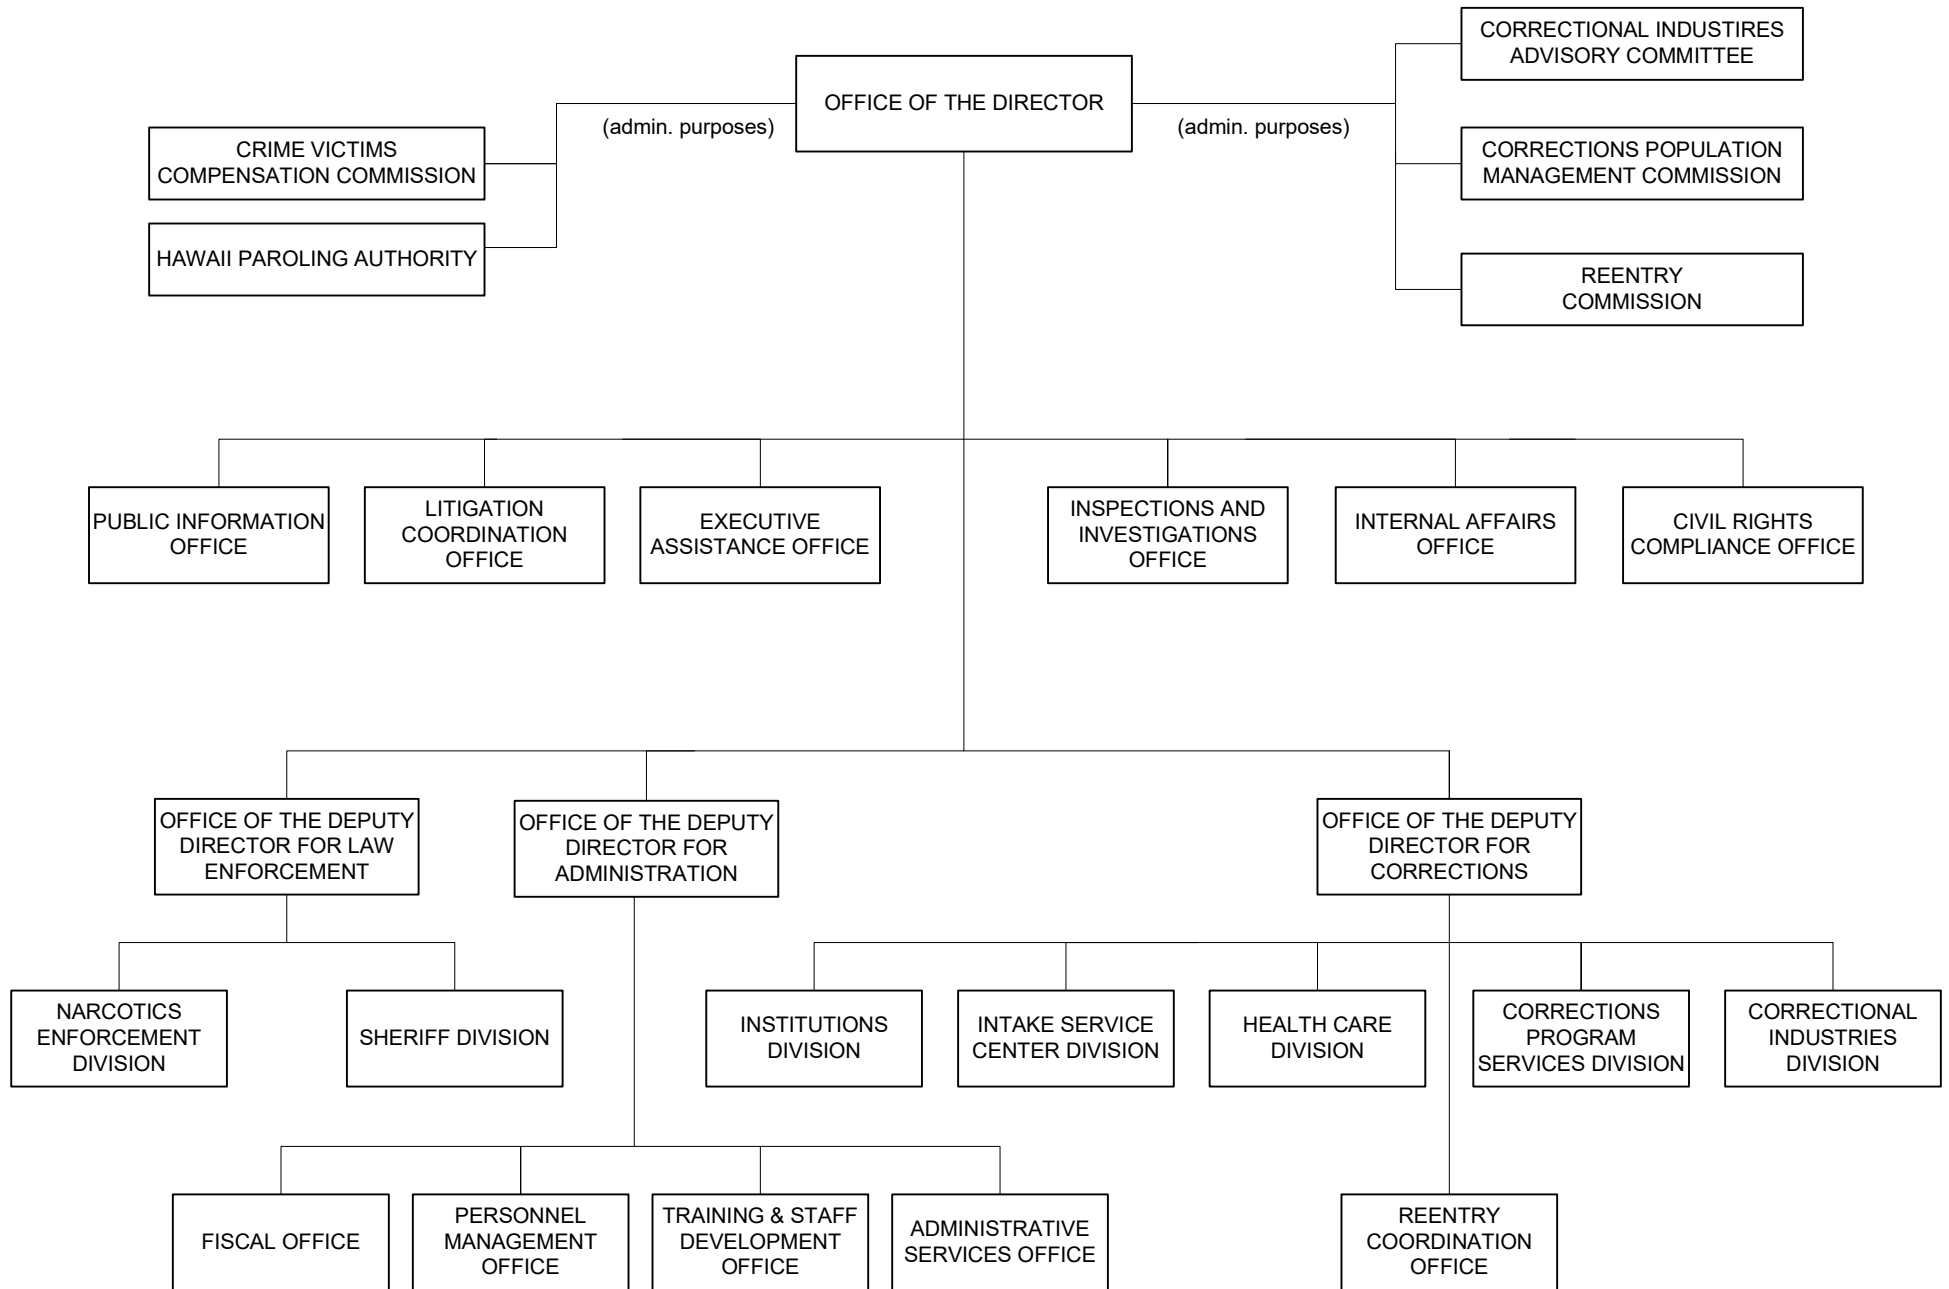 CORRECTIONAL INDUSTIRES
ADVISORY COMMITTEE
OFFICE OF THE DIRECTOR
(admin. purposes)
(admin. purposes)
CRIME VICTIMS
COMPENSATION COMMISSION
CORRECTIONS POPULATION
MANAGEMENT COMMISSION
HAWAII PAROLING AUTHORITY
REENTRY
COMMISSION
PUBLIC INFORMATION
OFFICE
LITIGATION
COORDINATION
OFFICE
EXECUTIVE
ASSISTANCE OFFICE
INSPECTIONS AND
INVESTIGATIONS
OFFICE
INTERNAL AFFAIRS
OFFICE
CIVIL RIGHTS
COMPLIANCE OFFICE
OFFICE OF THE DEPUTY
DIRECTOR FOR LAW
ENFORCEMENT
OFFICE OF THE DEPUTY
DIRECTOR FOR
ADMINISTRATION
OFFICE OF THE DEPUTY
DIRECTOR FOR
CORRECTIONS
NARCOTICS
ENFORCEMENT
DIVISION
SHERIFF DIVISION
INSTITUTIONS
DIVISION
INTAKE SERVICE
CENTER DIVISION
HEALTH CARE
DIVISION
CORRECTIONS
PROGRAM
SERVICES DIVISION
CORRECTIONAL
INDUSTRIES
DIVISION
FISCAL OFFICE
PERSONNEL
MANAGEMENT
OFFICE
TRAINING & STAFF
DEVELOPMENT
OFFICE
ADMINISTRATIVE
SERVICES OFFICE
REENTRY
COORDINATION
OFFICE